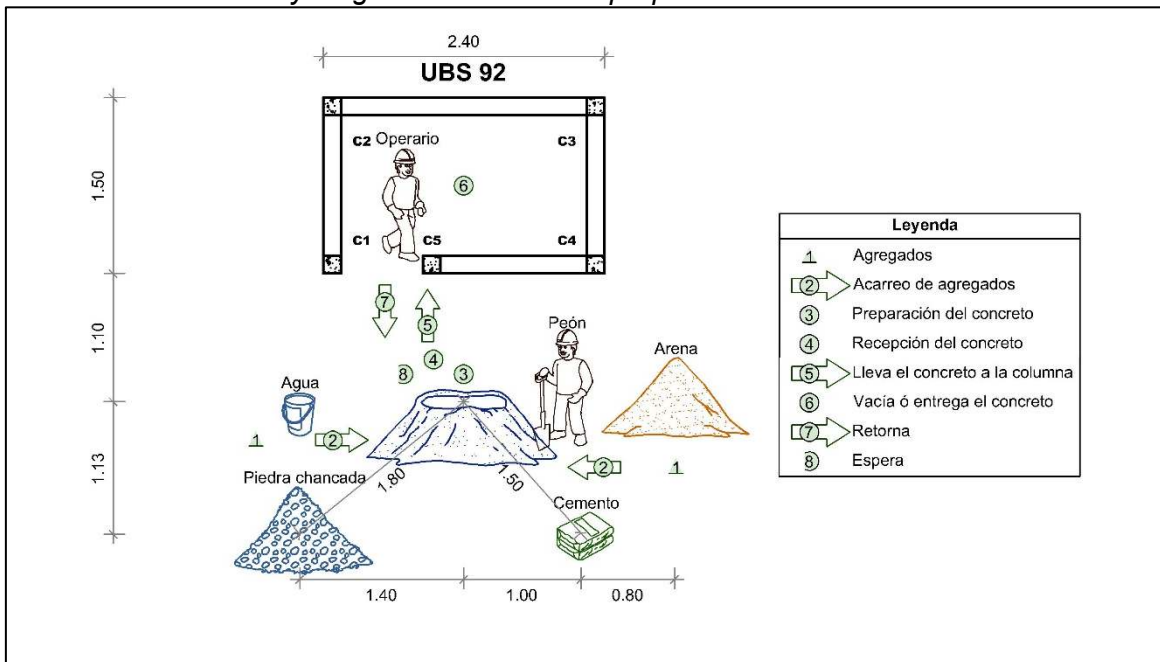 2.40
UBS 92
C2 Operario
C3
6
1.50
C1
C5
C4
7
5
Peón
1.10
4
Arena
8
3
Agua
1
2
2
1
1.13
Piedra chancada
1.80
1.50
Cemento
1.40
1.00
0.80
Leyenda
1 Agregados
2 Acarreo de agregados
3 Preparación del concreto
4 Recepción del concreto
5 Lleva el concreto a la columna
6 Vacía ó entrega el concreto
7 Retorna
8 Espera